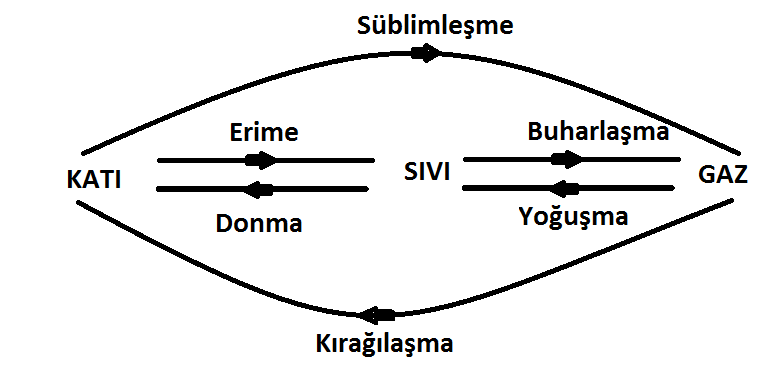 Süblimleşme
Erime
Buharlaşma
KATI
SIVI
GAZ
Donma
Yoğuşma
Kırağılaşma